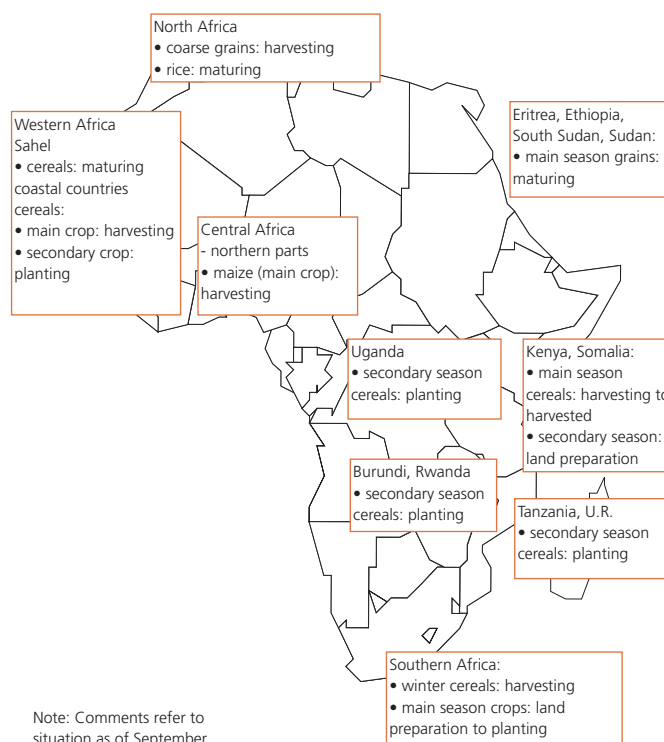 North Africa
• coarse grains: harvesting
• rice: maturing
Western Africa
Sahel
• cereals: maturing
coastal countries
cereals:
• main crop: harvesting
• secondary crop:
planting
Eritrea, Ethiopia,
South Sudan, Sudan:
• main season grains:
maturing
Central Africa
- northern parts
• maize (main crop):
harvesting
Uganda
• secondary season
cereals: planting
Kenya, Somalia:
• main season
cereals: harvesting to
harvested
• secondary season:
land preparation
Burundi, Rwanda
• secondary season
cereals: planting
Tanzania, U.R.
• secondary season
cereals: planting
Southern Africa:
• winter cereals: harvesting
• main season crops: land
preparation to planting
Note: Comments refer to
situation as of September